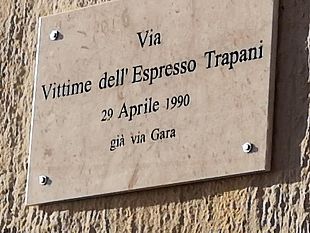 Via
Vittime dell' Espresso Trapani
29 Aprile 1990
già via Gara